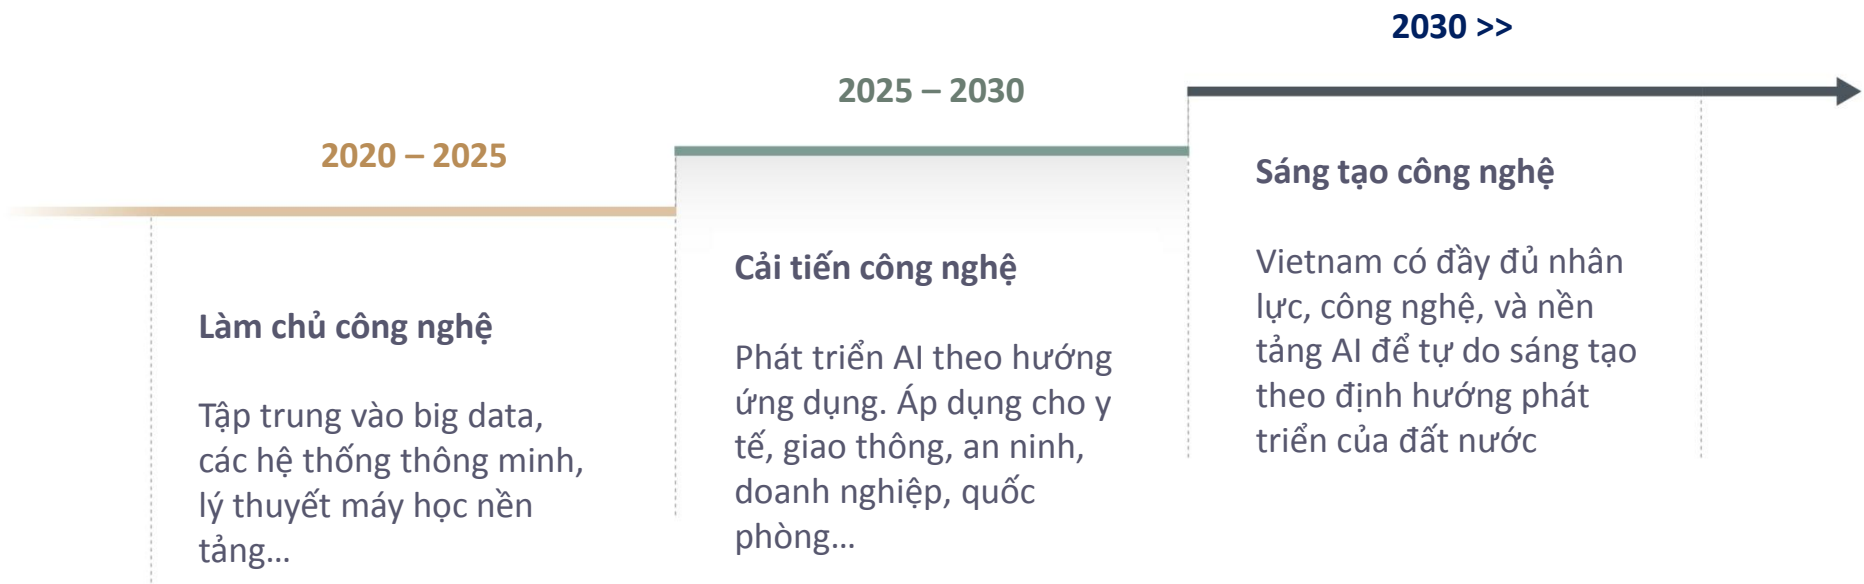 2020 – 2025
Làm chủ công nghệ
Tập trung vào big data,
các hệ thống thông minh,
lý thuyết máy học nền
tảng...
2025 – 2030
Cải tiến công nghệ
Phát triển AI theo hướng
ứng dụng. Áp dụng cho y
tế, giao thông, an ninh,
doanh nghiệp, quốc
phòng...
2030 >>
Sáng tạo công nghệ
Vietnam có đầy đủ nhân
lực, công nghệ, và nền
tảng AI để tự do sáng tạo
theo định hướng phát
triển của đất nước